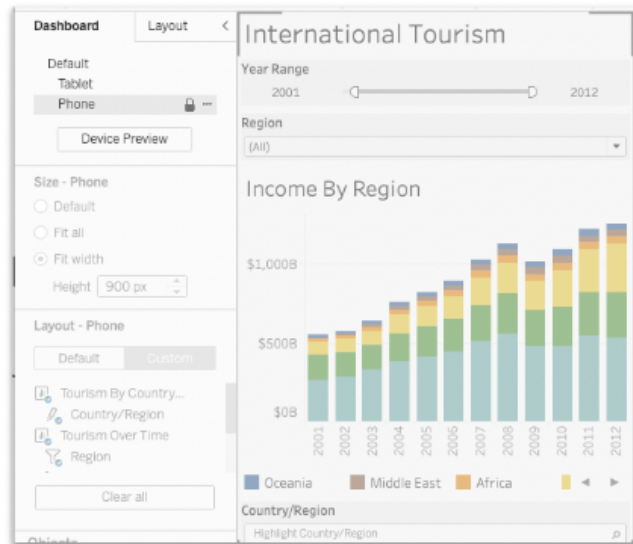 Dashboard
Layout
Default
Tablet
Phone
Device Preview
Size - Phone
Default
Fit all
Fit width
Height 900 px
Layout - Phone
Default Custom
Tourism By Country...
Country/Region
Tourism Over Time
Region
Clear all
Objects
International Tourism
Year Range
2001 2012
Region
(All)
Income By Region
$1,000B
$500B
$0B
2001 2002 2003 2004 2005 2006 2007 2008 2009 2010 2011 2012
Oceania Middle East Africa
Country/Region
Highlight Country/Region